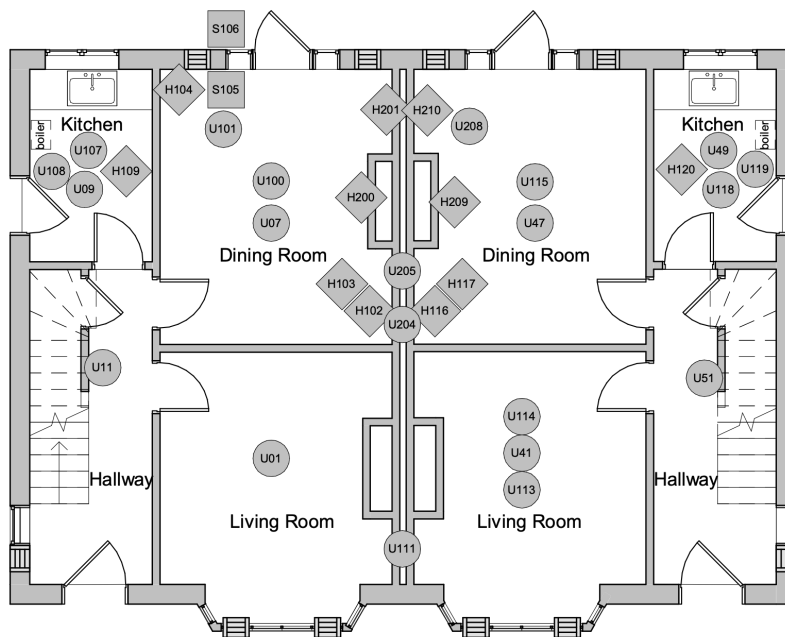 S106
H104
S105
U101
H201
H210
U208
Kitchen
boiler
U107
U108
H109
U09
U100
U07
H200
Dining Room
H209
U115
U47
Dining Room
Kitchen
boiler
U49
H120
U119
U118
U205
H103
H102
U204
H117
H116
U11
U51
U01
U114
U41
U113
Hallway
Living Room
Living Room
Hallway
U111